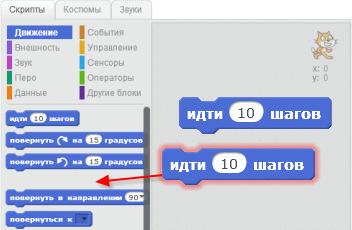 Скрипты Костюмы Звуки
Движение События
Внешность Управление
Звук Сенсоры
Перо Операторы
Данные Другие блоки
x: 0
y: 0
идти 10 шагов
повернуть на 15 градусов
повернуть на 15 градусов
повернуть в направлении 90
повернуться к
идти 10 шагов
идти 10 шагов